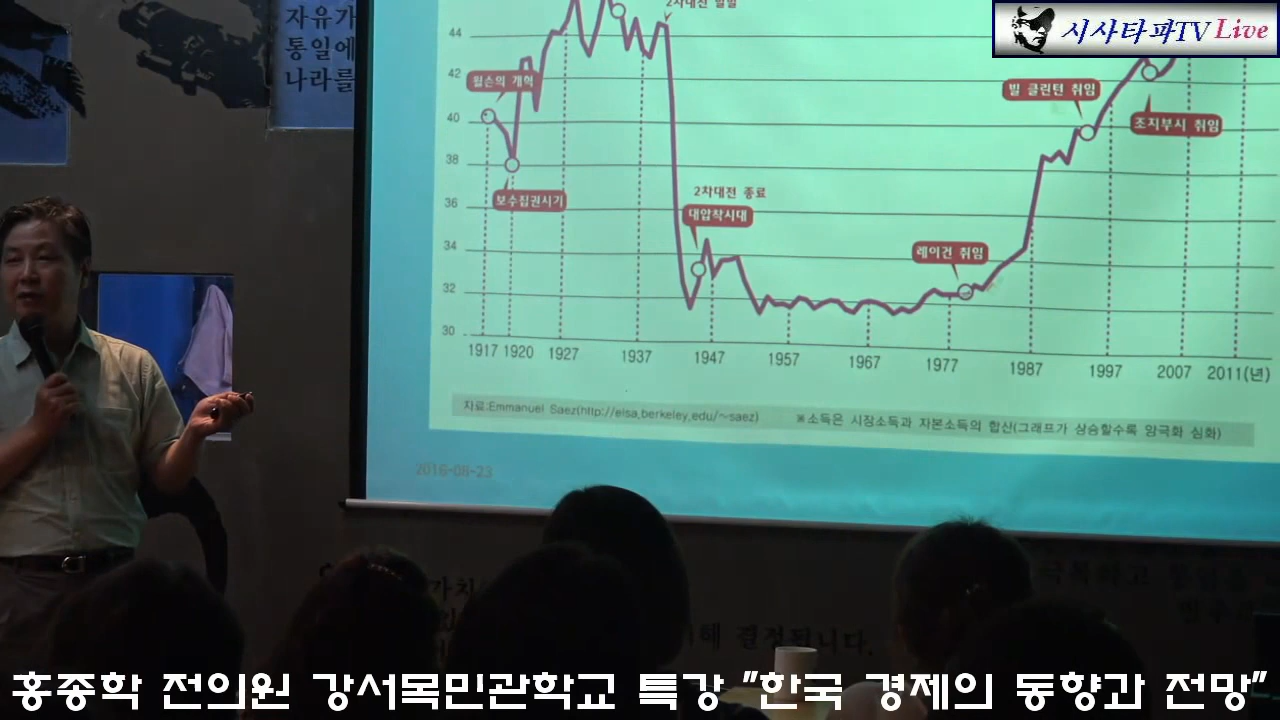 자유가
통일에
나라를
시사타파TV Live
2차대전 발발
44
42
40
38
36
34
32
30
윌슨의 개혁
보수집권시기
2차대전 종료
대압착시대
레이건 취임
빌 클린턴 취임
조지부시 취임
1917 1920 1927 1937 1947 1957 1967 1977 1987 1997 2007 2011(년)
자료:Emmanuel Saez(http://elsa.berkeley.edu/~saez) ※소득은 시장소득과 자본소득의 합산(그래프가 상승할수록 양극화 심화)
2016-08-23
가치
결정됩니다.
홍종학 전의원 강서목민관학교 특강 "한국 경제의 동향과 전망"